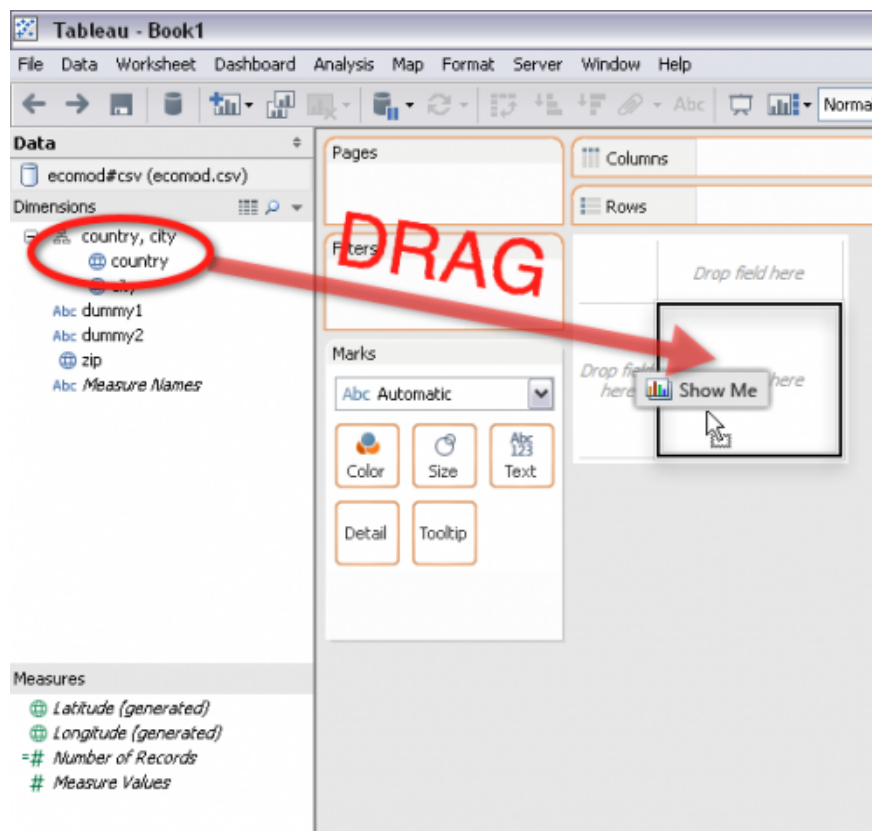 Tableau - Book1
File Data Worksheet Dashboard Analysis Map Format Server Window Help
Abc Norma
Data
ecomod#csv (ecomod.csv)
Dimensions
country, city
country
city
Abc dummy1
Abc dummy2
zip
Abc Measure Names
Measures
Latitude (generated)
Longitude (generated)
=# Number of Records
# Measure Values
Pages
Filters
DRAG
Marks
Abc Automatic
Color Size Abc 123 Text
Detail Tooltip
Columns
Rows
Drop field here
Drop field
here
Show Me
here